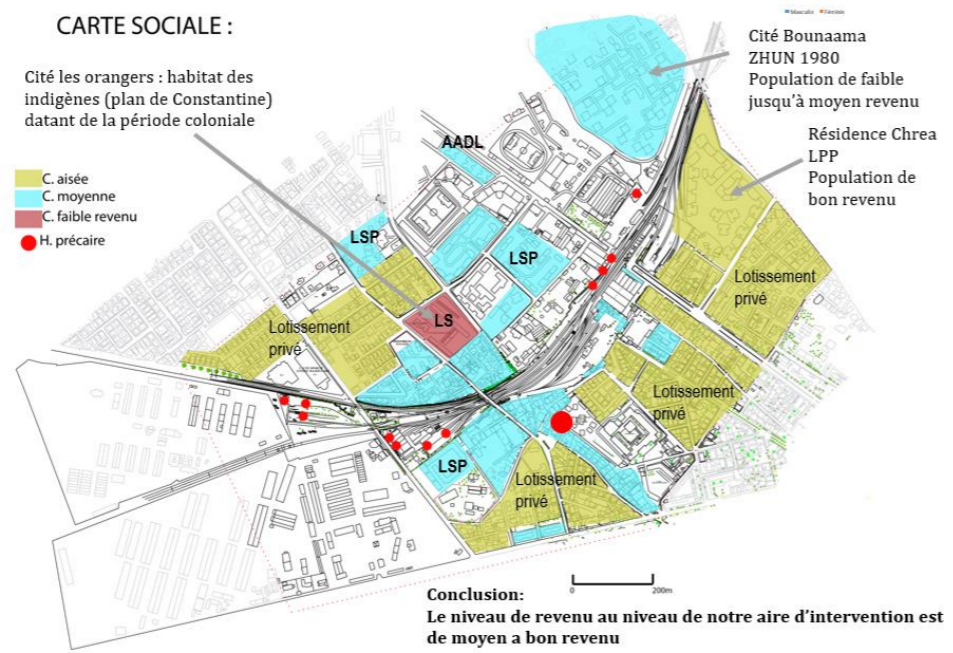 CARTE SOCIALE :
Masculin Féminin
Cité les orangers : habitat des
indigènes (plan de Constantine)
datant de la période coloniale
Cité Bounaama
ZHUN 1980
Population de faible
jusqu'à moyen revenu
Résidence Chrea
LPP
Population de
bon revenu
C. aisée
C. moyenne
C. faible revenu
H. précaire
AADL
LSP
LSP
LS
Lotissement
privé
Lotissement
privé
Lotissement
privé
LSP
Lotissement
privé
0 200m
Conclusion:
Le niveau de revenu au niveau de notre aire d'intervention est
de moyen a bon revenu